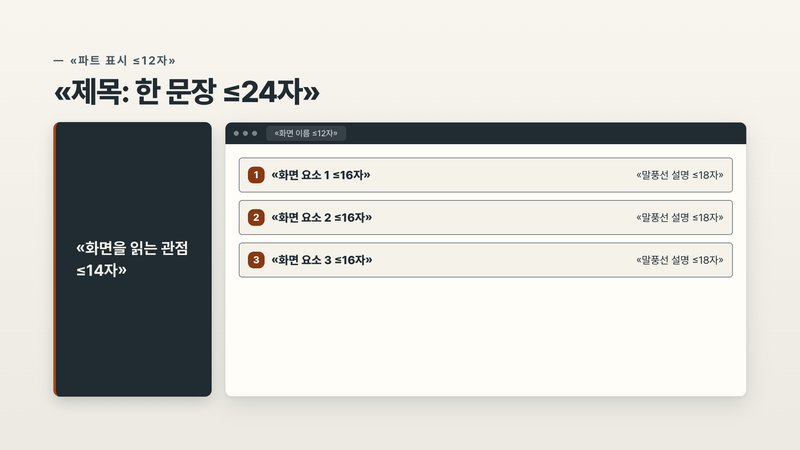 — «파트 표시 ≤12자»
«제목: 한 문장 ≤24자»
«화면을 읽는 관점
≤14자»
«화면 이름 ≤12자»
1 «화면 요소 1 ≤16자» «말풍선 설명 ≤18자»
2 «화면 요소 2 ≤16자» «말풍선 설명 ≤18자»
3 «화면 요소 3 ≤16자» «말풍선 설명 ≤18자»